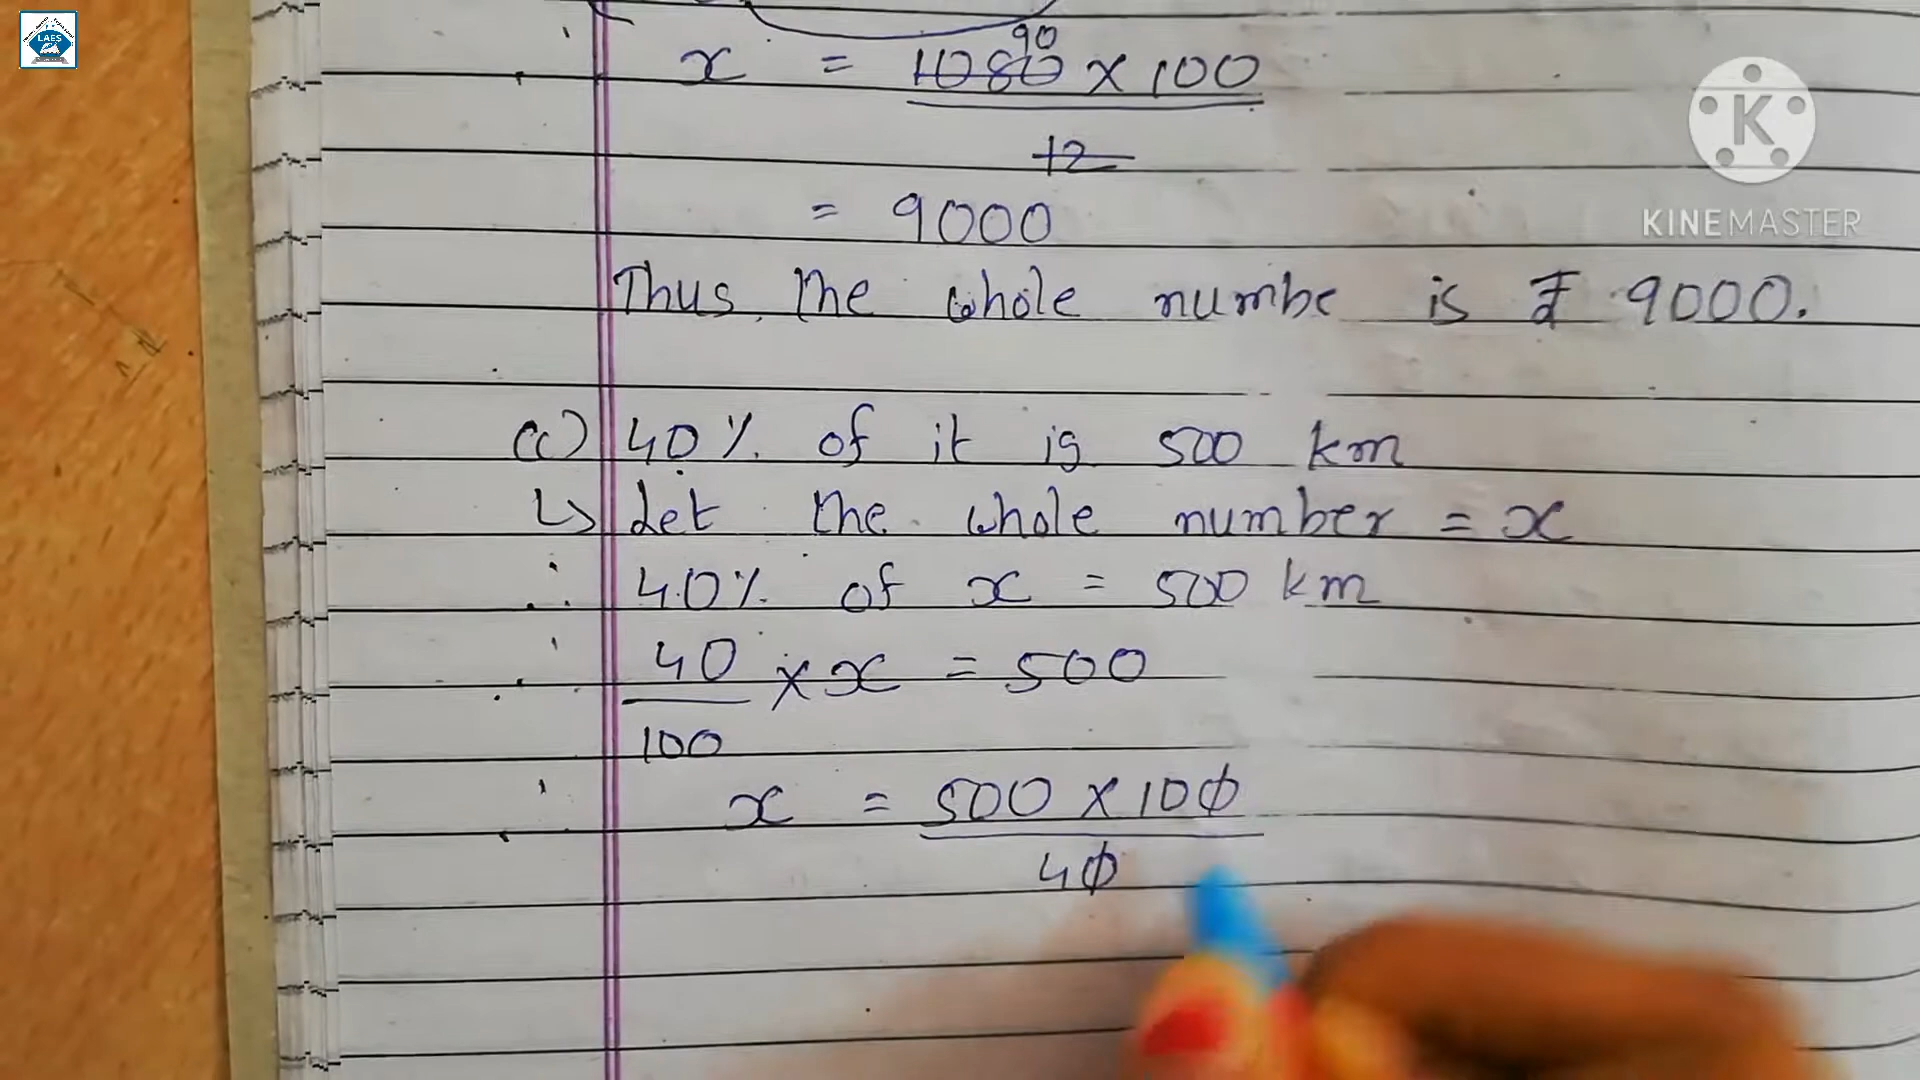 LAES
90
x = 1080 x 100
12
= 9000
Thus, the whole numbe is ₹ 9000.
KINEMASTER
(c) 40% of it is 500 km
↳ Let the whole number = x
∴ 40% of x = 500 km
∴ 40 × x = 500
100
∴ x = 500 × 100
40